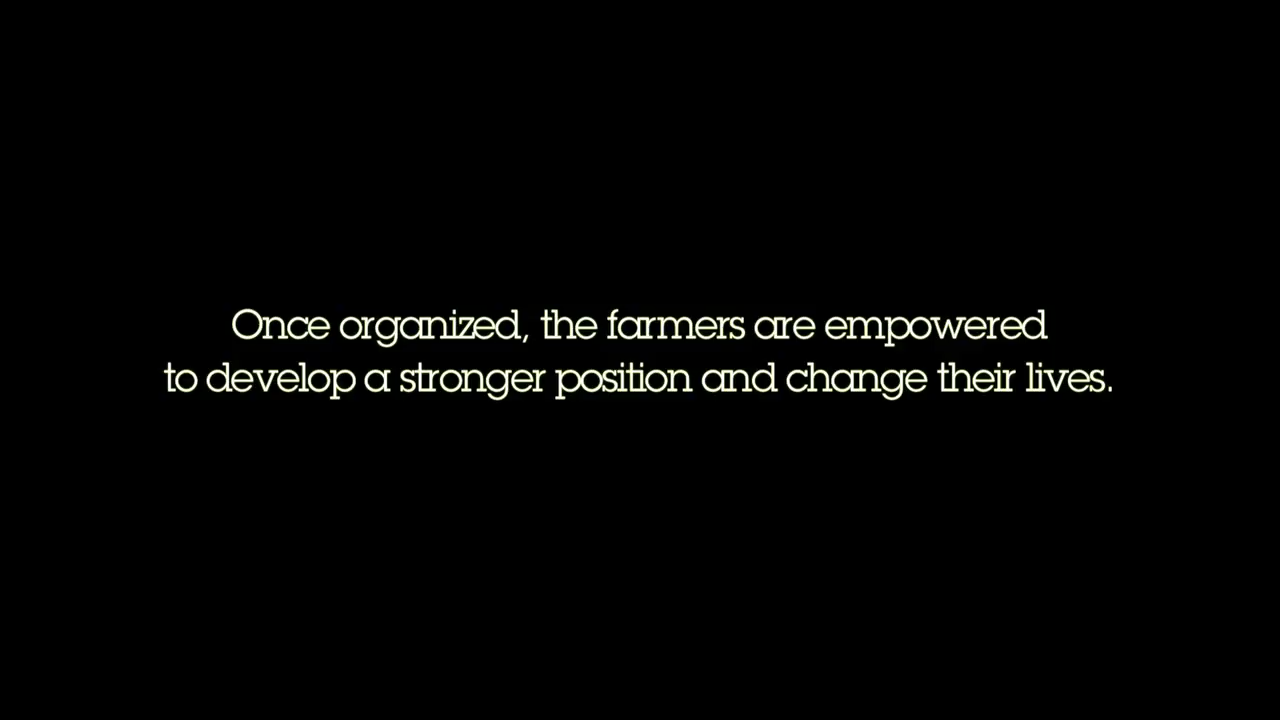 Once organized, the farmers are empowered
to develop a stronger position and change their lives.